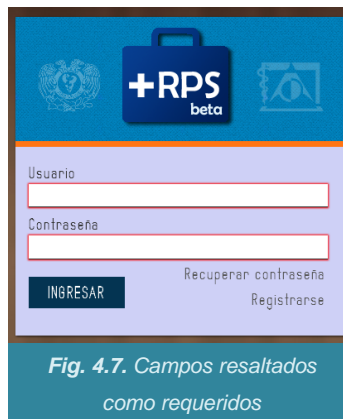 +RPS
beta
Usuario
Contraseña
Recuperar contraseña
INGRESAR
Registrarse
Fig. 4.7. Campos resaltados
como requeridos